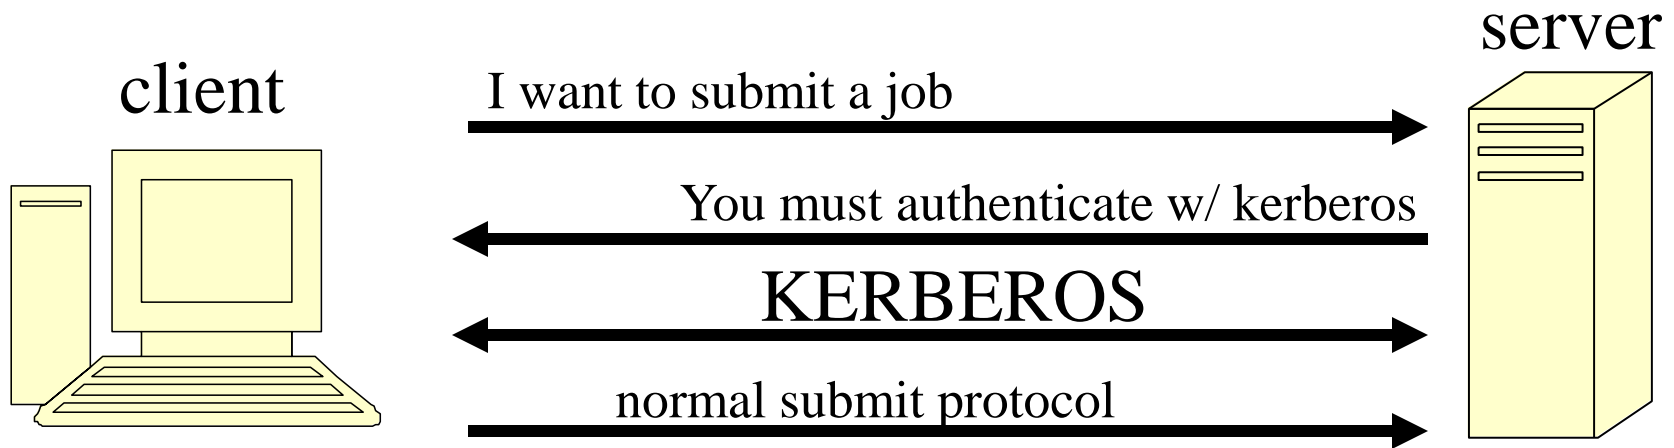 server
client
I want to submit a job
You must authenticate w/ kerberos
KERBEROS
normal submit protocol